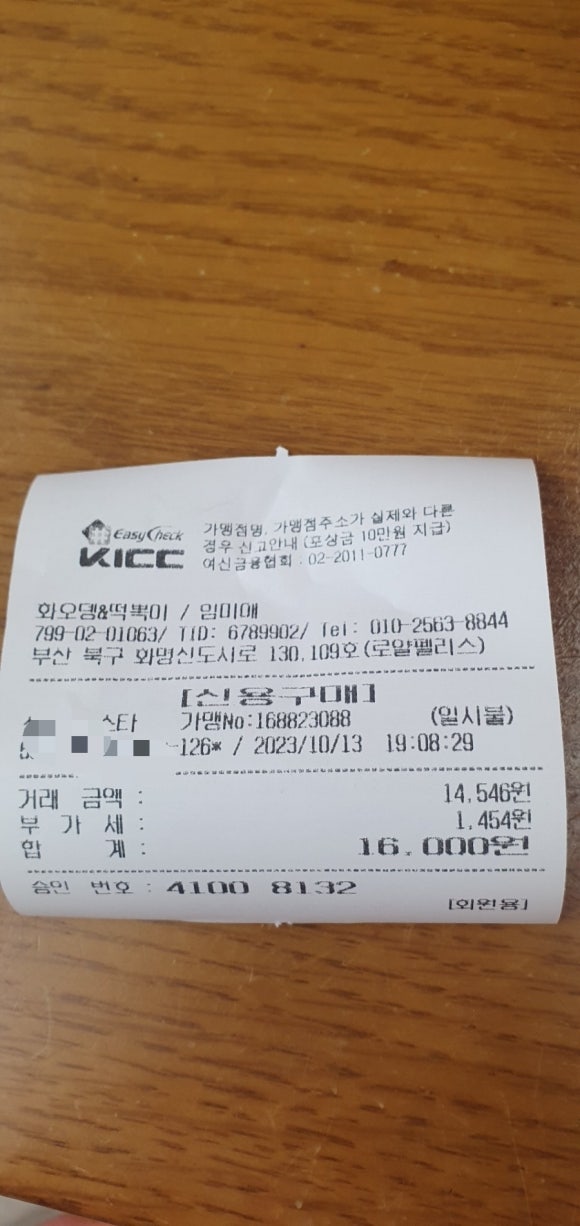 EasyCheck
KICC
가맹점명, 가맹점주소가 실제와 다른
경우 신고안내 (포상금 10만원 지급)
여신금융협회 : 02-2011-0777
화오뎅&떡볶이 / 임미애
799-02-01063/ TID: 6789902/ Tel: 010-2563-8844
부산 북구 화명신도시로 130,109호(로얄펠리스)
[신용구매]
스타 가맹No:168823088 (일시불)
-126* / 2023/10/13 19:08:29
거래 금액 : 14,546원
부 가 세 : 1,454원
합 계 : 16,000원
승인 번호 : 4100 8132
[회원용]